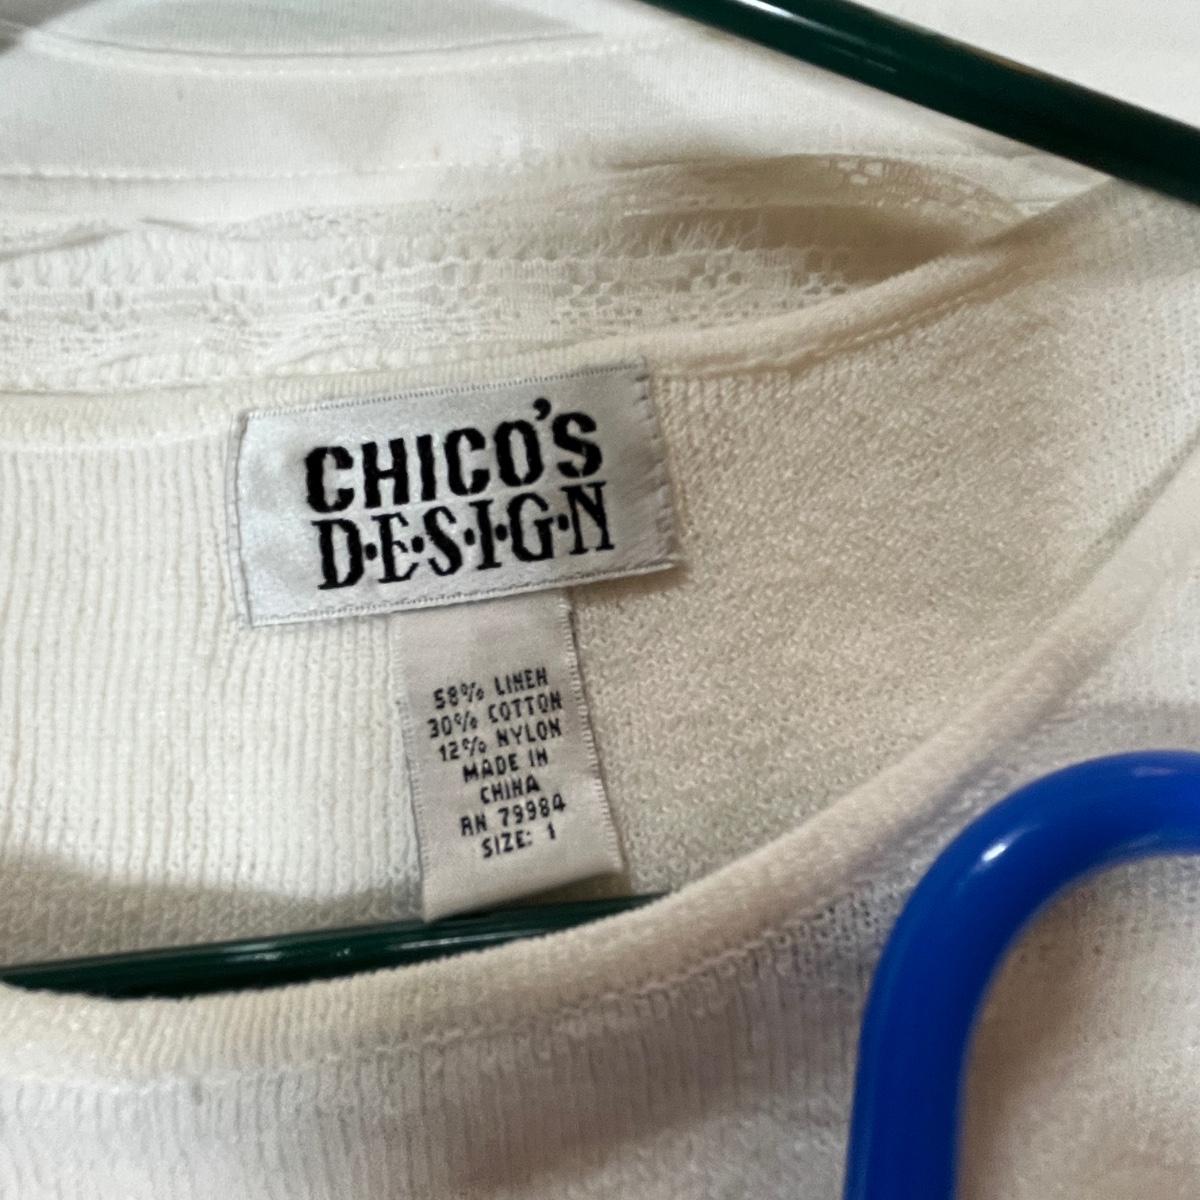 CHICO'S
D•E•S•I•G•N
58% LINEN
30% COTTON
12% NYLON
MADE IN
CHINA
RN 79984
SIZE: 1